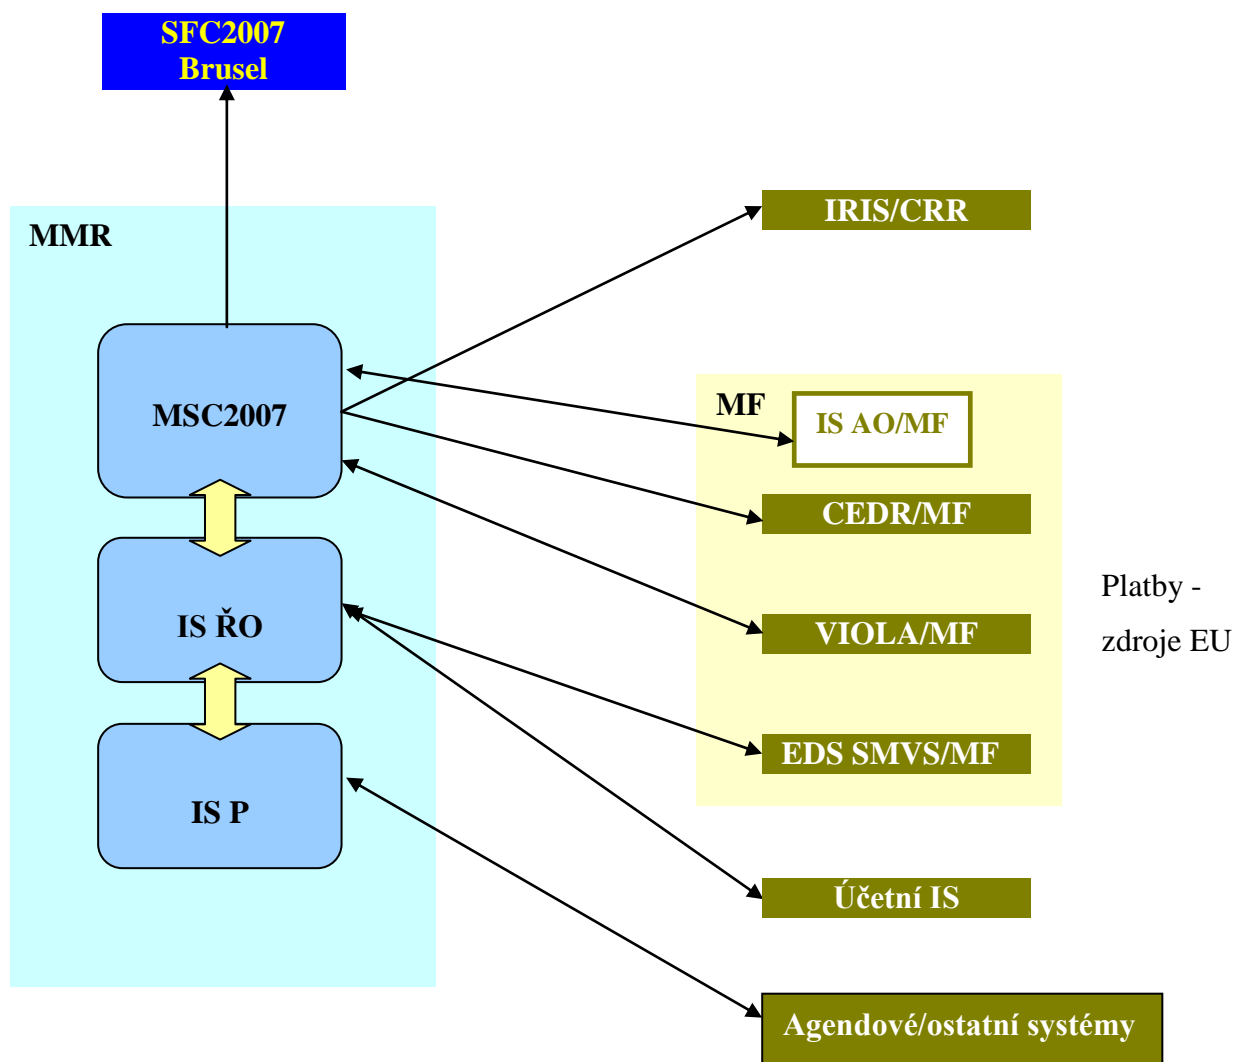 SFC2007
Brusel
IRIS/CRR
MMR
MSC2007
MF
IS AO/MF
CEDR/MF
Platby -
zdroje EU
IS ŘO
VIOLA/MF
EDS SMVS/MF
IS P
Účetní IS
Agendové/ostatní systémy